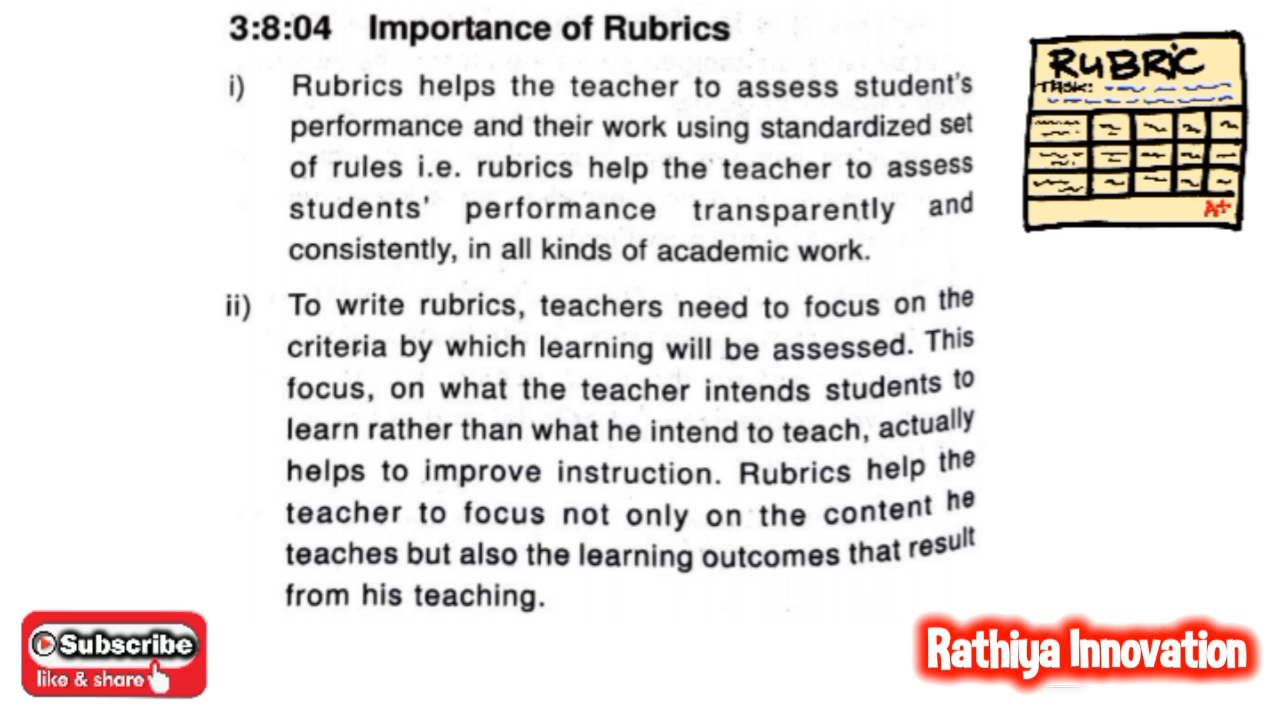 3:8:04 Importance of Rubrics
i) Rubrics helps the teacher to assess student's
performance and their work using standardized set
of rules i.e. rubrics help the teacher to assess
students' performance transparently and
consistently, in all kinds of academic work.
ii) To write rubrics, teachers need to focus on the
criteria by which learning will be assessed. This
focus, on what the teacher intends students to
learn rather than what he intend to teach, actually
helps to improve instruction. Rubrics help the
teacher to focus not only on the content he
teaches but also the learning outcomes that result
from his teaching.
RUBRIC
TASK:
A+
Subscribe
like & share
Rathiya Innovation